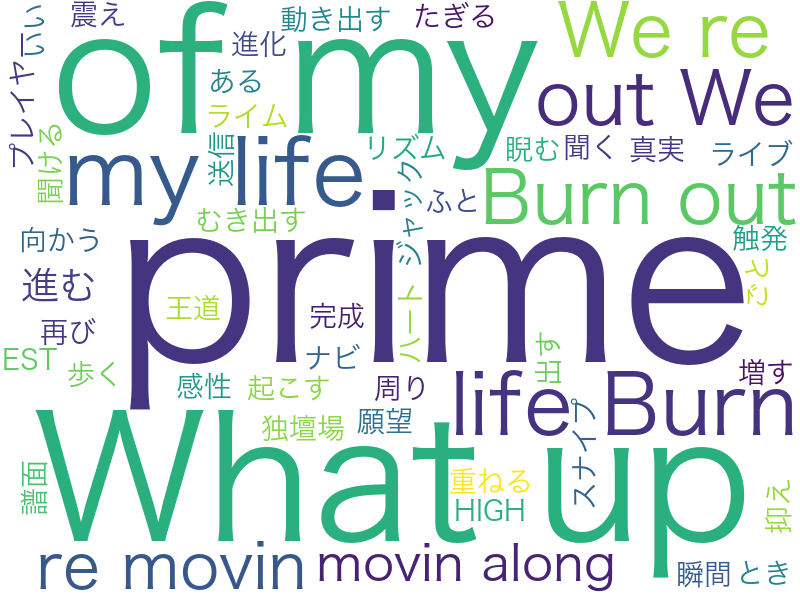 いい
震え
動き出す
たぎる
We re
プレイヤー
of my
進化
ある
out We
ライム
聞ける
送信
リズム
睨む
聞く
真実
ライブ
my life
ジャック
ふと
Burn out
むき出す
向かう
触発
prime
進む
どこ
王道
完成
ハート
再び
EST
歩く
ナビ
出す
感性
起こす
周り
life Burn
増す
独壇場
願望
スナイプ
What up
譜面
重ねる
HIGH
抑え
re movin
movin along
瞬間
とき